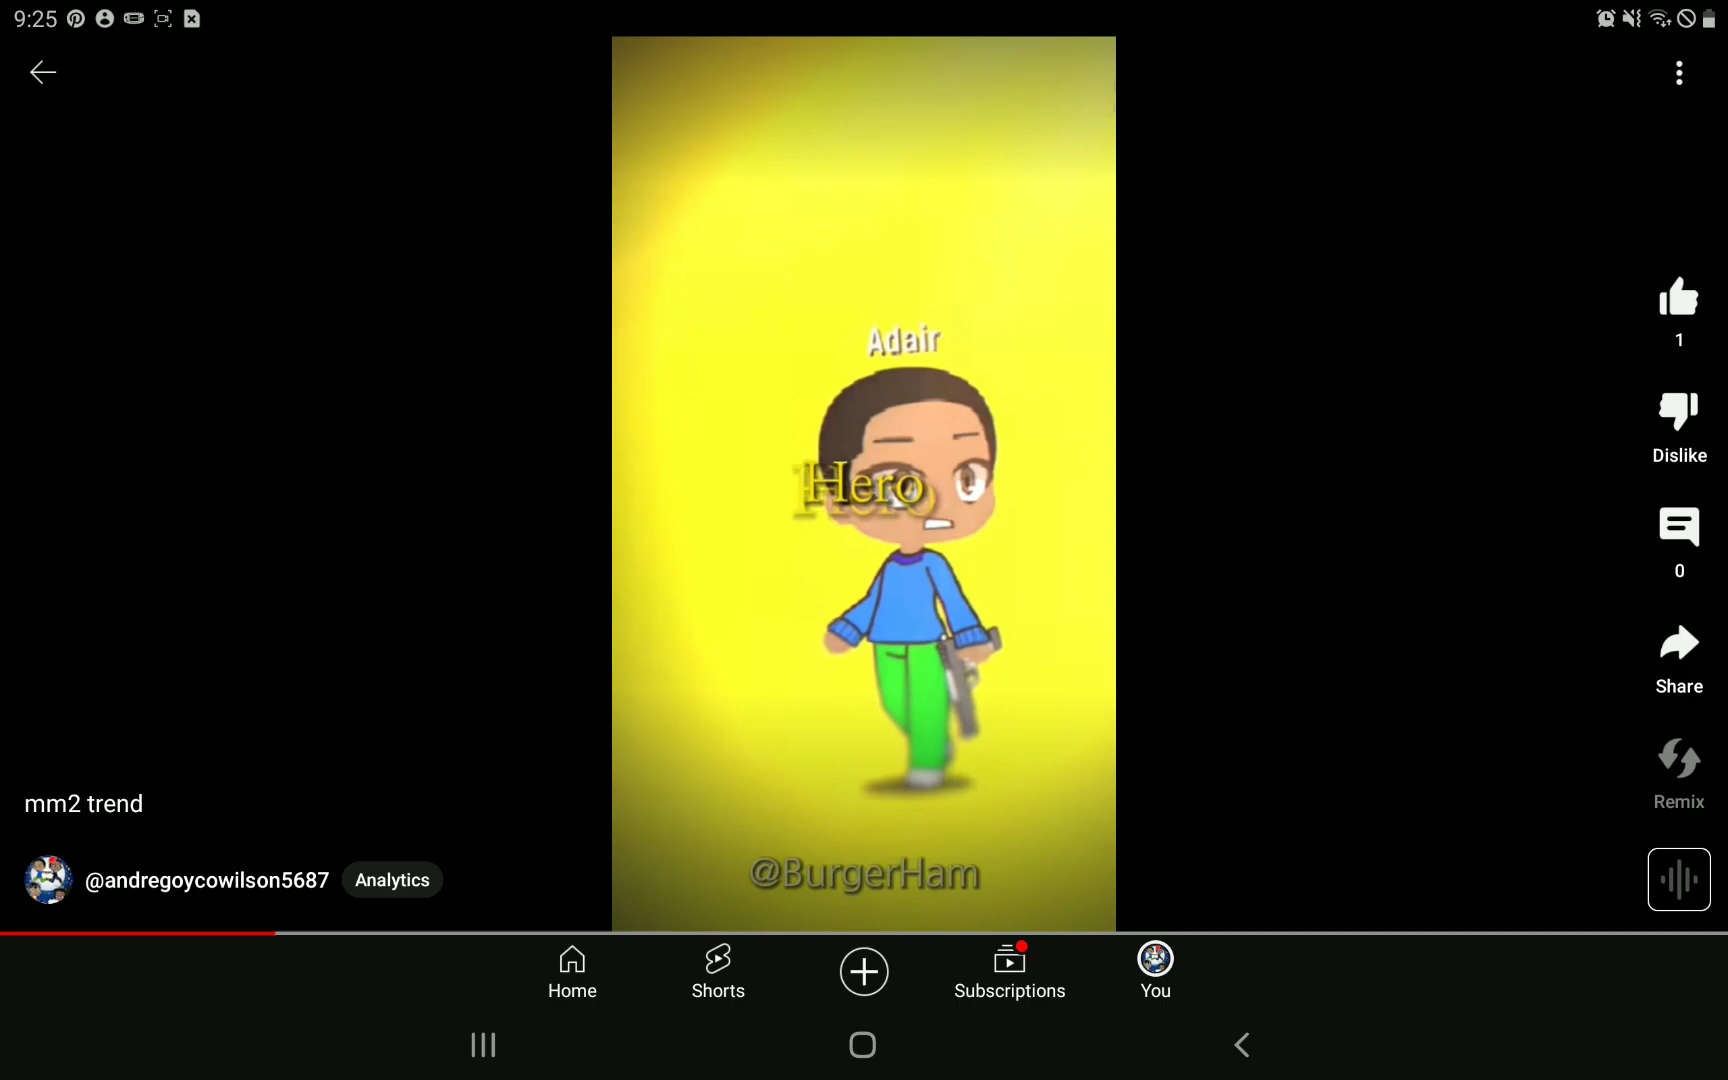 9:25
Adair
Hero
1
Dislike
0
Share
Remix
mm2 trend
@andregoycowilson5687
Analytics
@BurgerHam
Home
Shorts
Subscriptions
You